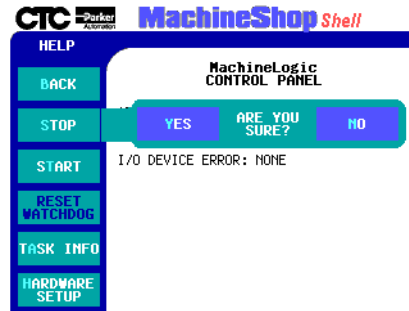 CTC Parker Automation MachineShop Shell
HELP
MachineLogic
CONTROL PANEL
BACK
STOP
YES
ARE YOU
SURE?
NO
START
I/O DEVICE ERROR: NONE
RESET
WATCHDOG
TASK INFO
HARDWARE
SETUP